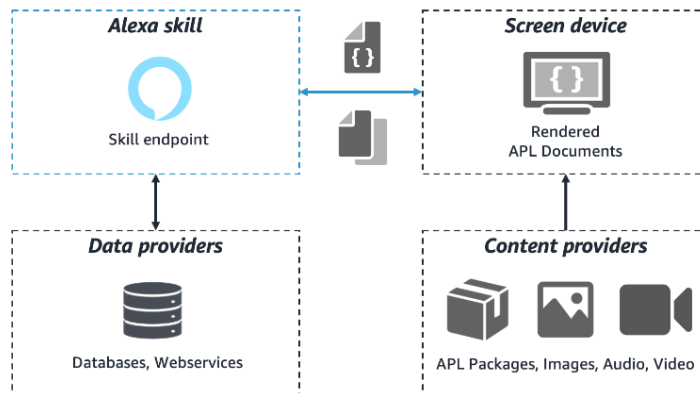 Alexa skill
Skill endpoint
{ }
Screen device
{ }
Rendered
APL Documents
Data providers
Databases, Webservices
Content providers
APL Packages, Images, Audio, Video